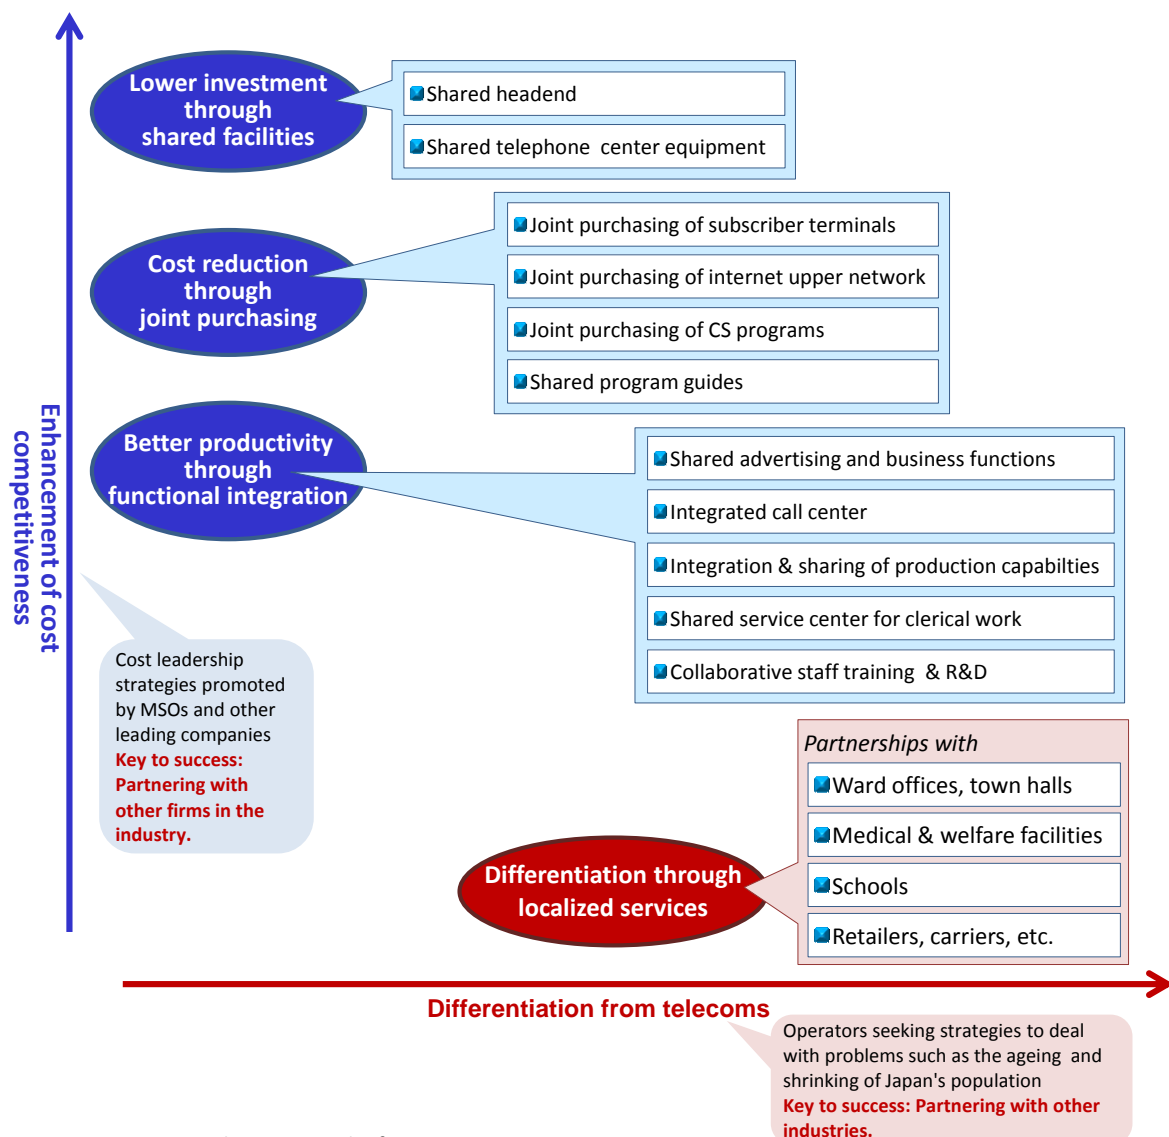 Lower investment
through
shared facilities
Shared headend
Shared telephone center equipment
Cost reduction
through
joint purchasing
Joint purchasing of subscriber terminals
Joint purchasing of internet upper network
Joint purchasing of CS programs
Shared program guides
Better productivity
through
functional integration
Shared advertising and business functions
Integrated call center
Integration & sharing of production capabilties
Shared service center for clerical work
Collaborative staff training & R&D
Enhancement of cost
competitiveness
Cost leadership
strategies promoted
by MSOs and other
leading companies
Key to success:
Partnering with
other firms in the
industry.
Partnerships with
Ward offices, town halls
Medical & welfare facilities
Schools
Retailers, carriers, etc.
Differentiation through
localized services
Differentiation from telecoms
Operators seeking strategies to deal
with problems such as the ageing and
shrinking of Japan's population
Key to success: Partnering with other
industries.